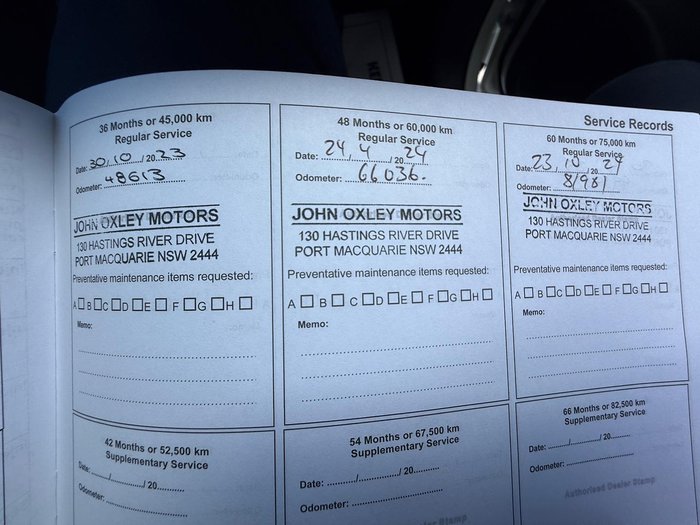 Service Records
36 Months or 45,000 km
Regular Service
Date: 30/10/2023
Odometer: 48613
JOHN OXLEY MOTORS
130 HASTINGS RIVER DRIVE
PORT MACQUARIE NSW 2444
Preventative maintenance items requested:
A □ B □ C □ D □ E □ F □ G □ H □
Memo:
48 Months or 60,000 km
Regular Service
Date: 24/4/2024
Odometer: 66036.
JOHN OXLEY MOTORS
130 HASTINGS RIVER DRIVE
PORT MACQUARIE NSW 2444
Preventative maintenance items requested:
A □ B □ C □ D □ E □ F □ G □ H □
Memo:
60 Months or 75,000 km
Regular Service
Date: 23/10/2024
Odometer: 81981
JOHN OXLEY MOTORS
130 HASTINGS RIVER DRIVE
PORT MACQUARIE NSW 2444
Preventative maintenance items requested:
A □ B □ C □ D □ E □ F □ G □ H □
Memo:
42 Months or 52,500 km
Supplementary Service
Date: ....../....../ 20......
Odometer: ......
54 Months or 67,500 km
Supplementary Service
Date: ....../....../ 20......
Odometer: ......
66 Months or 82,500 km
Supplementary Service
Date: ....../....../ 20......
Odometer: ......
Authorised Dealer Stamp